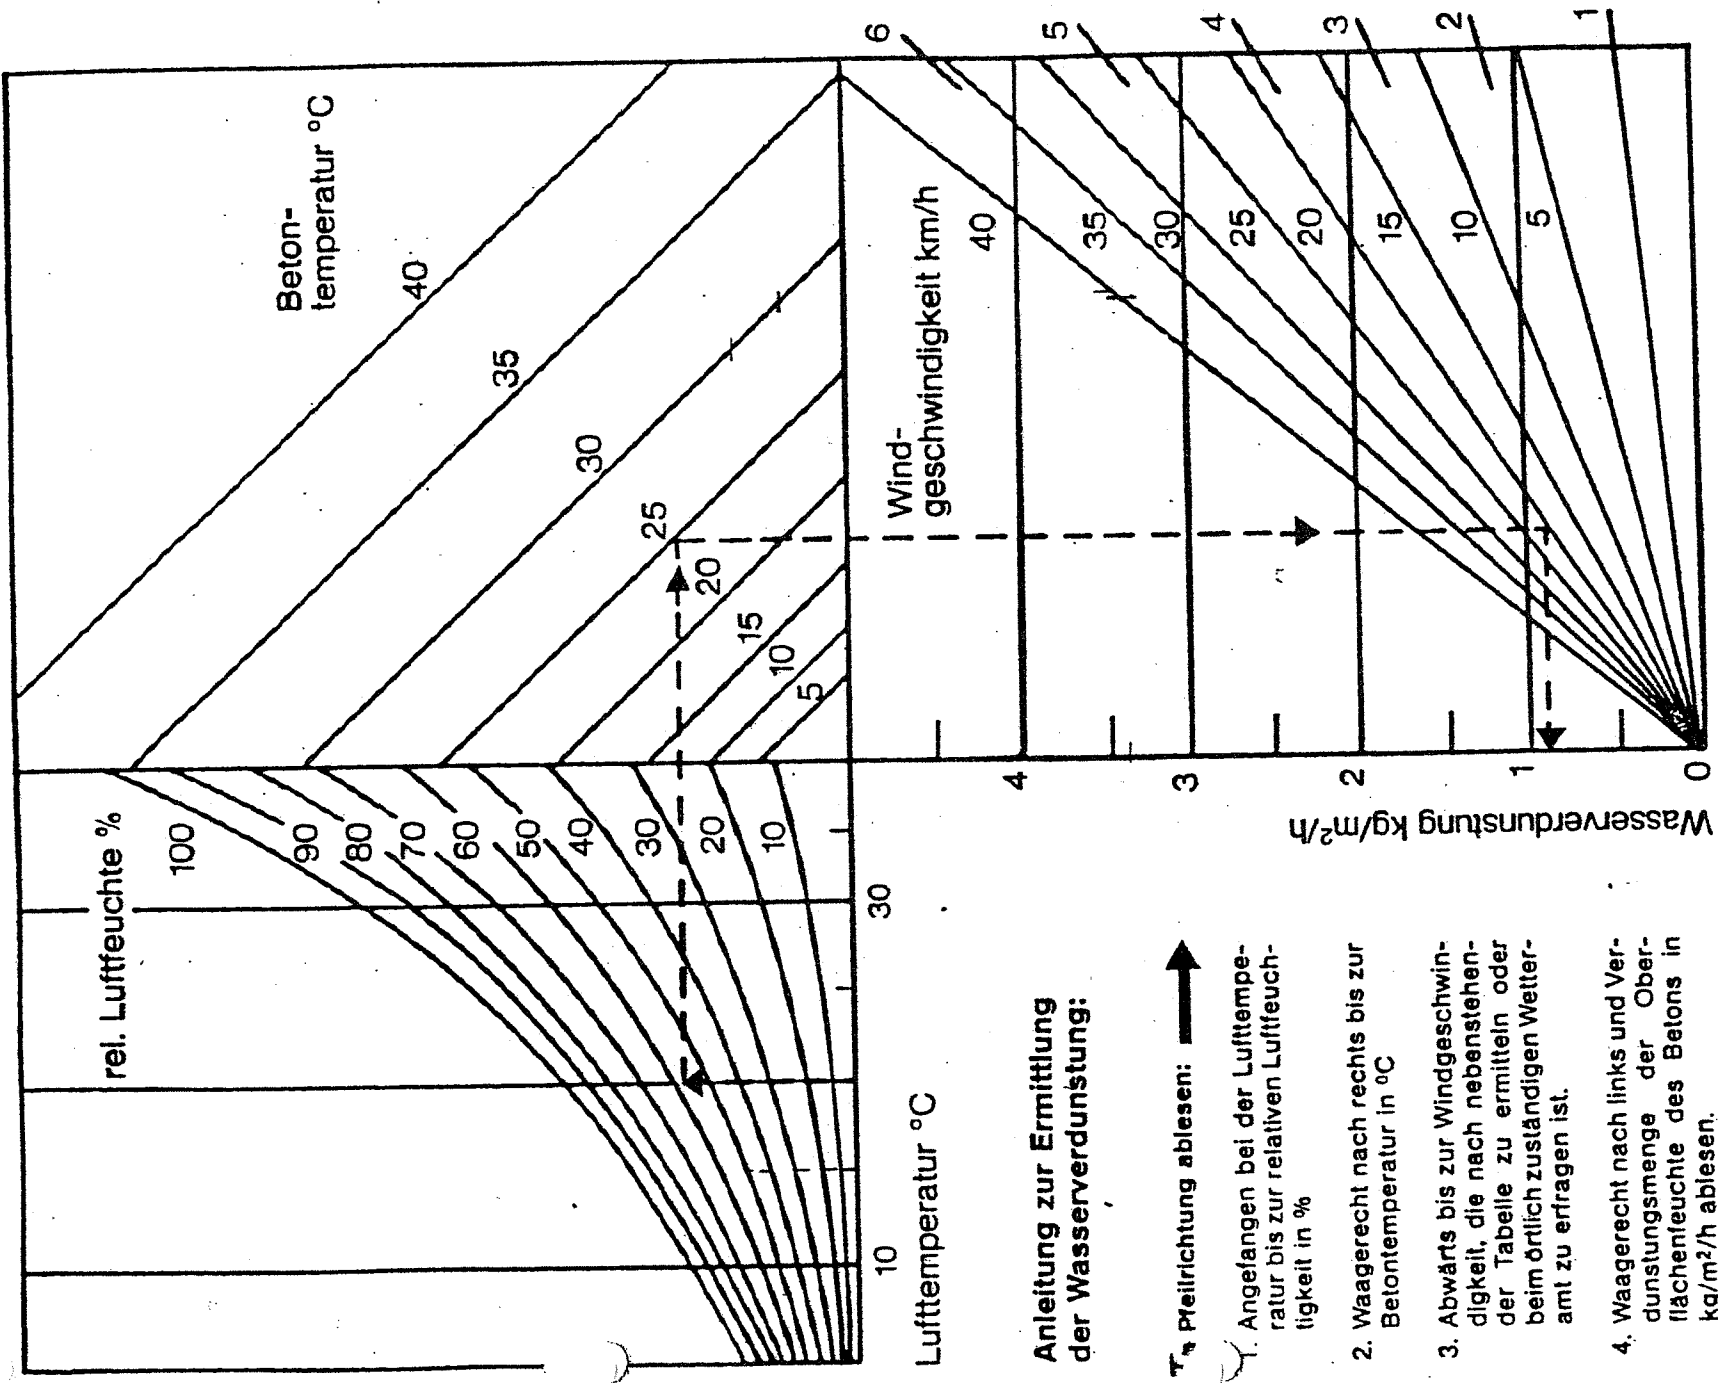 rel. Luftfeuchte %
100
90
80
70
60
50
40
30
20
10
Beton-
temperatur °C
40
35
30
25
20
15
10
5
10
30
Lufttemperatur °C
Wind-
geschwindigkeit km/h
40
35
30
25
20
15
10
5
6
5
4
3
2
1
4
3
2
1
0
Wasserverdunstung kg/m²/h
Anleitung zur Ermittlung
der Wasserverdunstung:
Pfeilrichtung ablesen:
1. Angefangen bei der Lufttempe-
ratur bis zur relativen Luftfeuch-
tigkeit in %
2. Waagerecht nach rechts bis zur
Betontemperatur in °C
3. Abwärts bis zur Windgeschwin-
digkeit, die nach nebenstehen-
der Tabelle zu ermitteln oder
beim örtlich zuständigen Wetter-
amt zu erfragen ist.
4. Waagerecht nach links und Ver-
dunstungsmenge der Ober-
flächenfeuchte des Betons in
kg/m²/h ablesen.